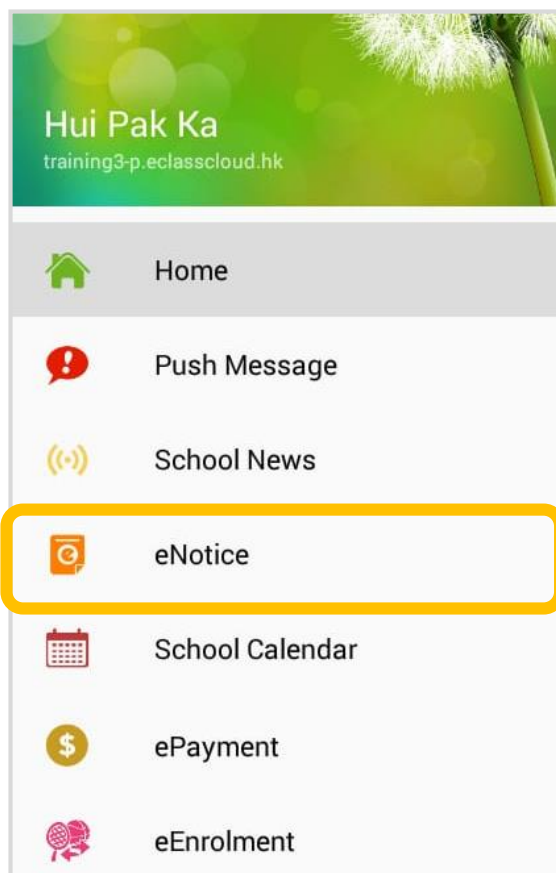 Hui Pak Ka
training3-p.eclasscloud.hk
Home
Push Message
School News
eNotice
School Calendar
ePayment
eEnrolment